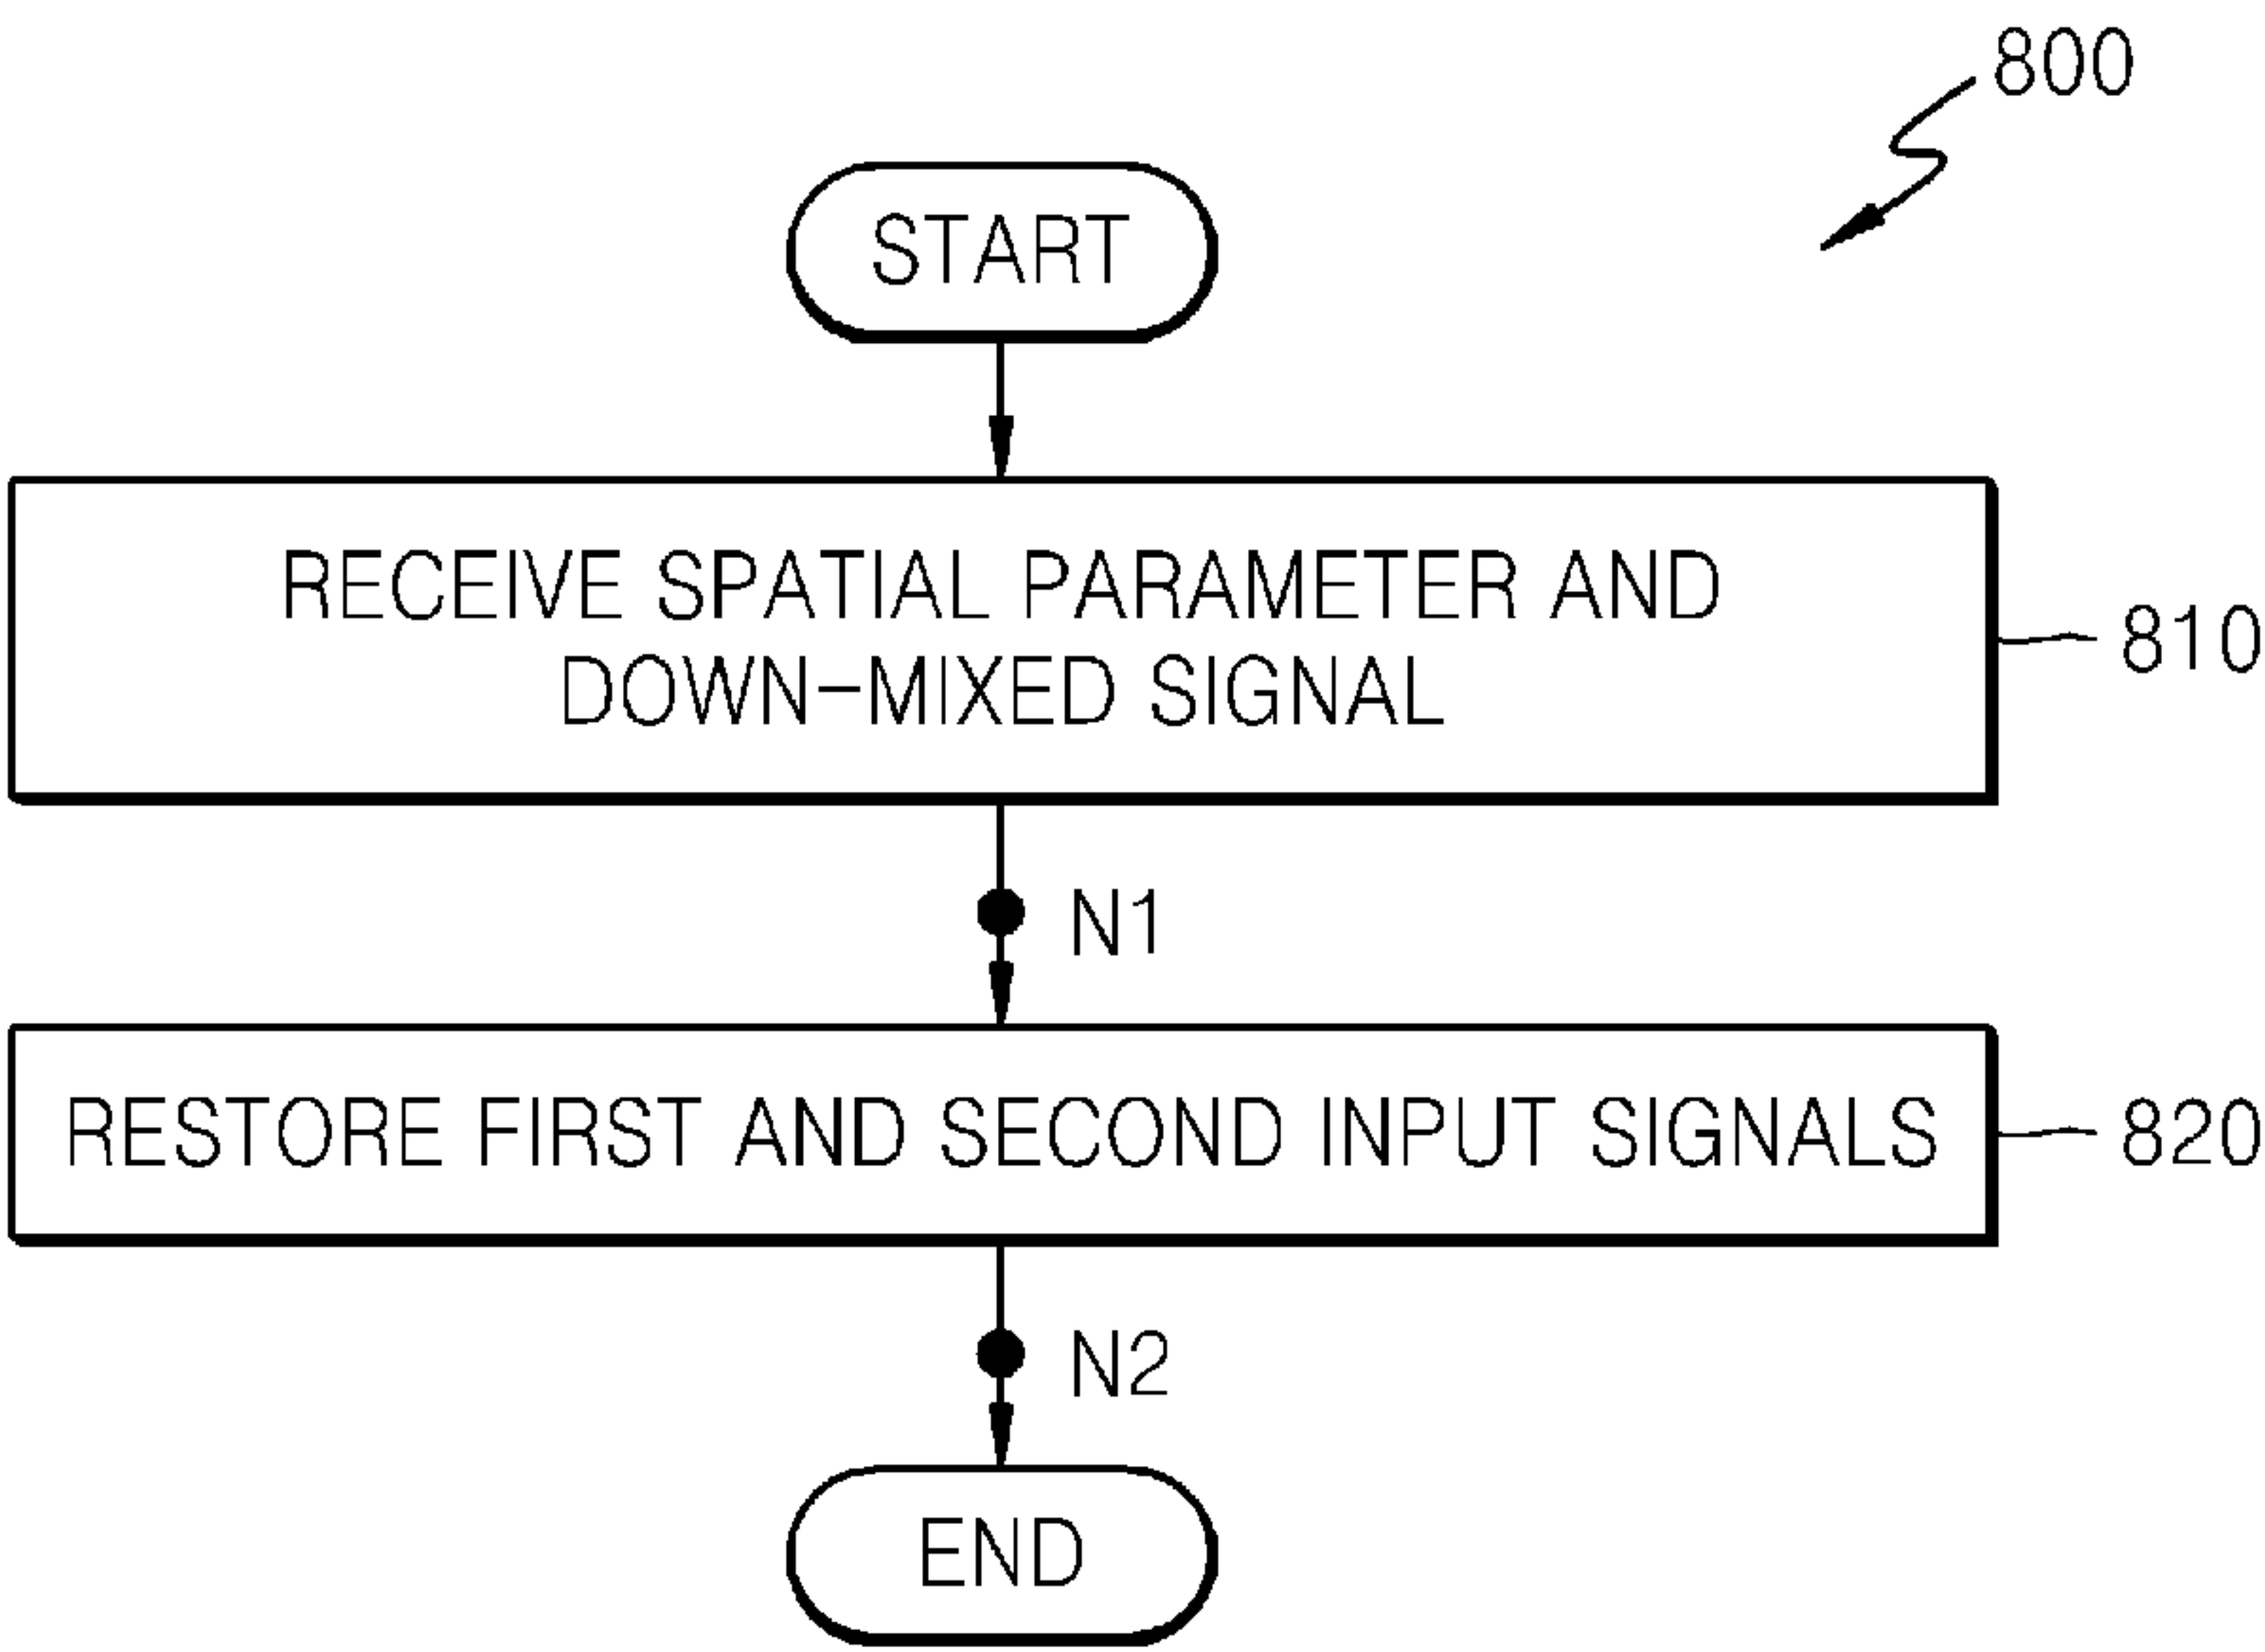 800
START
RECEIVE SPATIAL PARAMETER AND
DOWN-MIXED SIGNAL
810
N1
RESTORE FIRST AND SECOND INPUT SIGNALS
820
N2
END